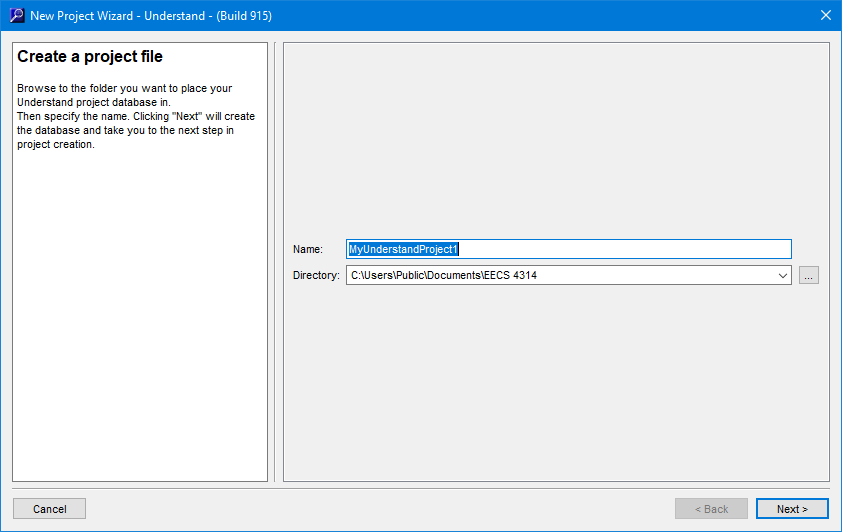 New Project Wizard - Understand - (Build 915)
Create a project file
Browse to the folder you want to place your
Understand project database in.
Then specify the name. Clicking "Next" will create
the database and take you to the next step in
project creation.
Name: MyUnderstandProject1
Directory: C:\Users\Public\Documents\EECS 4314
...
Cancel
< Back
Next >